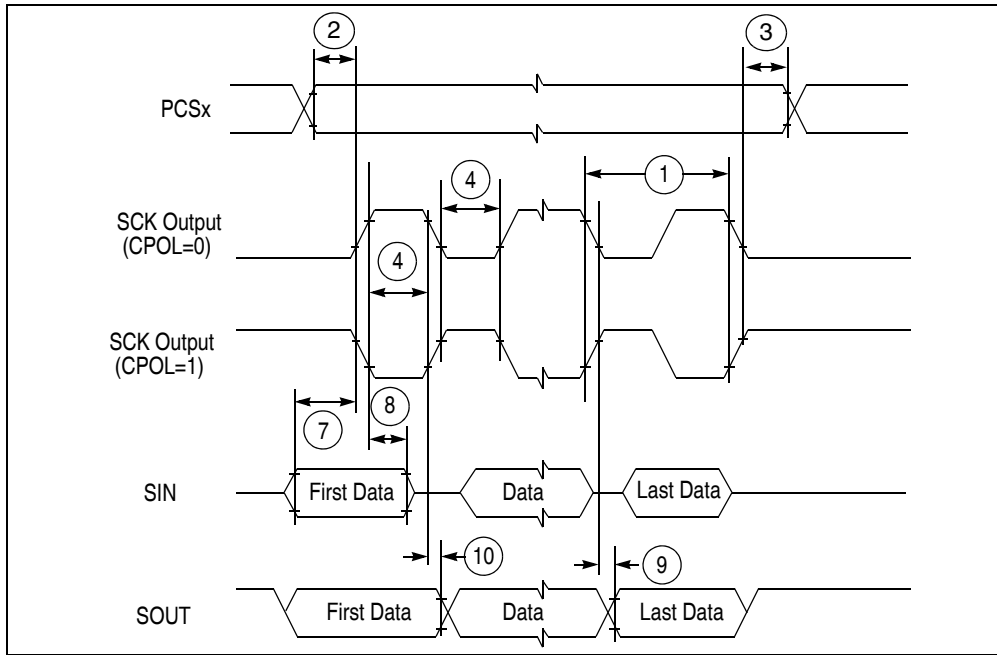 2
3
PCSx
4
1
SCK Output
(CPOL=0)
4
SCK Output
(CPOL=1)
8
7
SIN
First Data
Data
Last Data
10
9
SOUT
First Data
Data
Last Data